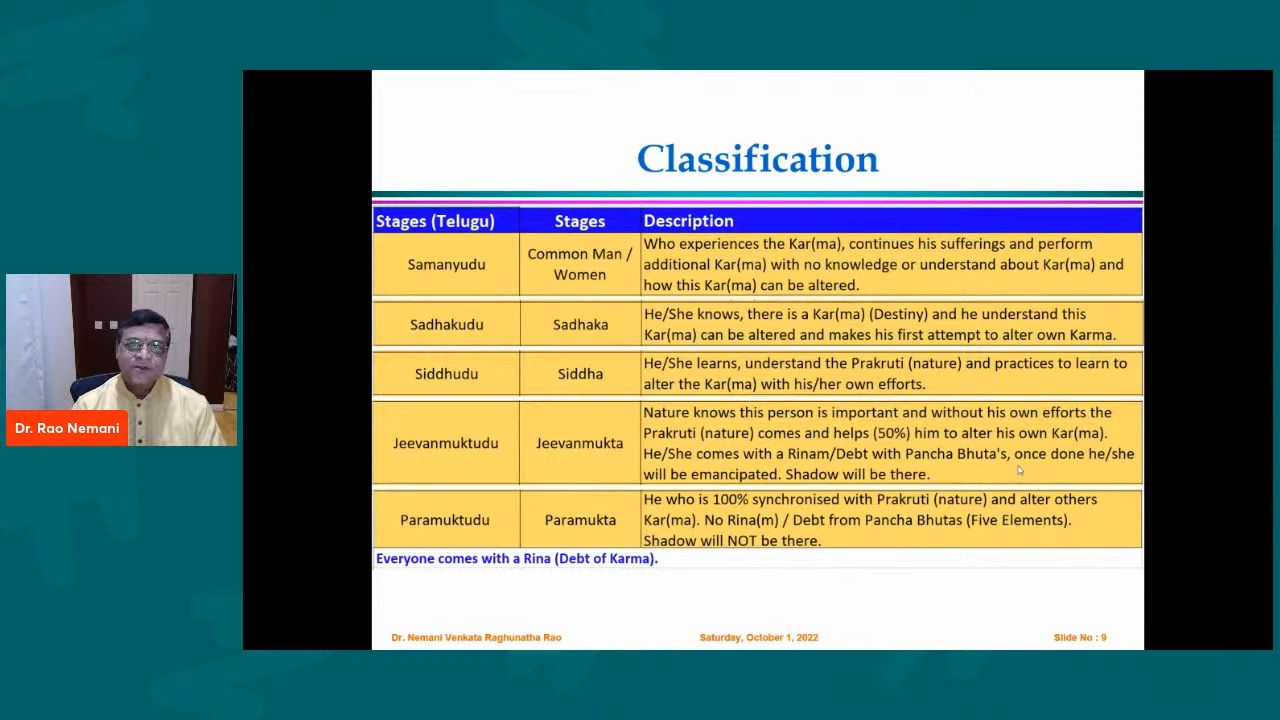 Classification
Stages (Telugu) Stages Description
Samanyudu
Common Man /
Women
Who experiences the Kar(ma), continues his sufferings and perform
additional Kar(ma) with no knowledge or understand about Kar(ma) and
how this Kar(ma) can be altered.
Sadhakudu
Sadhaka
He/She knows, there is a Kar(ma) (Destiny) and he understand this
Kar(ma) can be altered and makes his first attempt to alter own Karma.
Siddhudu
Siddha
He/She learns, understand the Prakruti (nature) and practices to learn to
alter the Kar(ma) with his/her own efforts.
Jeevanmuktudu
Jeevanmukta
Nature knows this person is important and without his own efforts the
Prakruti (nature) comes and helps (50%) him to alter his own Kar(ma).
He/She comes with a Rinam/Debt with Pancha Bhuta's, once done he/she
will be emancipated. Shadow will be there.
Paramuktudu
Paramukta
He who is 100% synchronised with Prakruti (nature) and alter others
Kar(ma). No Rina(m) / Debt from Pancha Bhutas (Five Elements).
Shadow will NOT be there.
Everyone comes with a Rina (Debt of Karma).
Dr. Nemani Venkata Raghunatha Rao Saturday, October 1, 2022 Slide No : 9
Dr. Rao Nemani